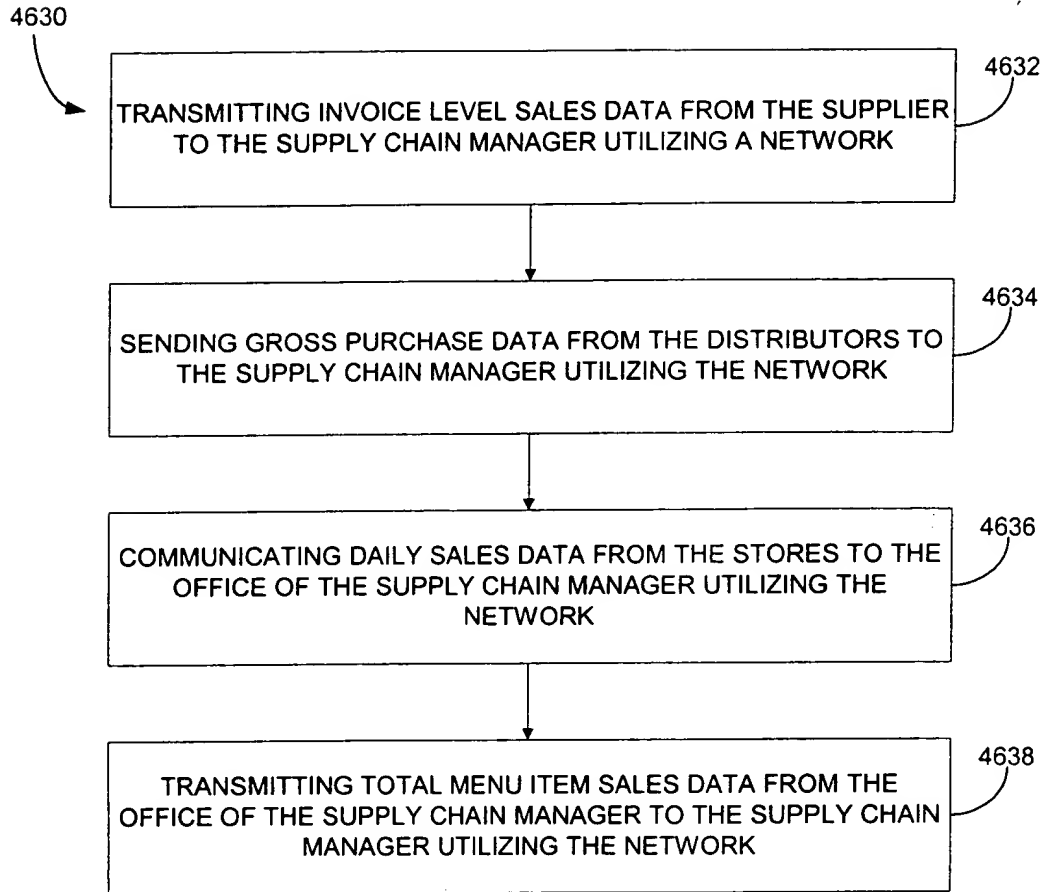 4630
4632
TRANSMITTING INVOICE LEVEL SALES DATA FROM THE SUPPLIER
TO THE SUPPLY CHAIN MANAGER UTILIZING A NETWORK
4634
SENDING GROSS PURCHASE DATA FROM THE DISTRIBUTORS TO
THE SUPPLY CHAIN MANAGER UTILIZING THE NETWORK
4636
COMMUNICATING DAILY SALES DATA FROM THE STORES TO THE
OFFICE OF THE SUPPLY CHAIN MANAGER UTILIZING THE
NETWORK
4638
TRANSMITTING TOTAL MENU ITEM SALES DATA FROM THE
OFFICE OF THE SUPPLY CHAIN MANAGER TO THE SUPPLY CHAIN
MANAGER UTILIZING THE NETWORK